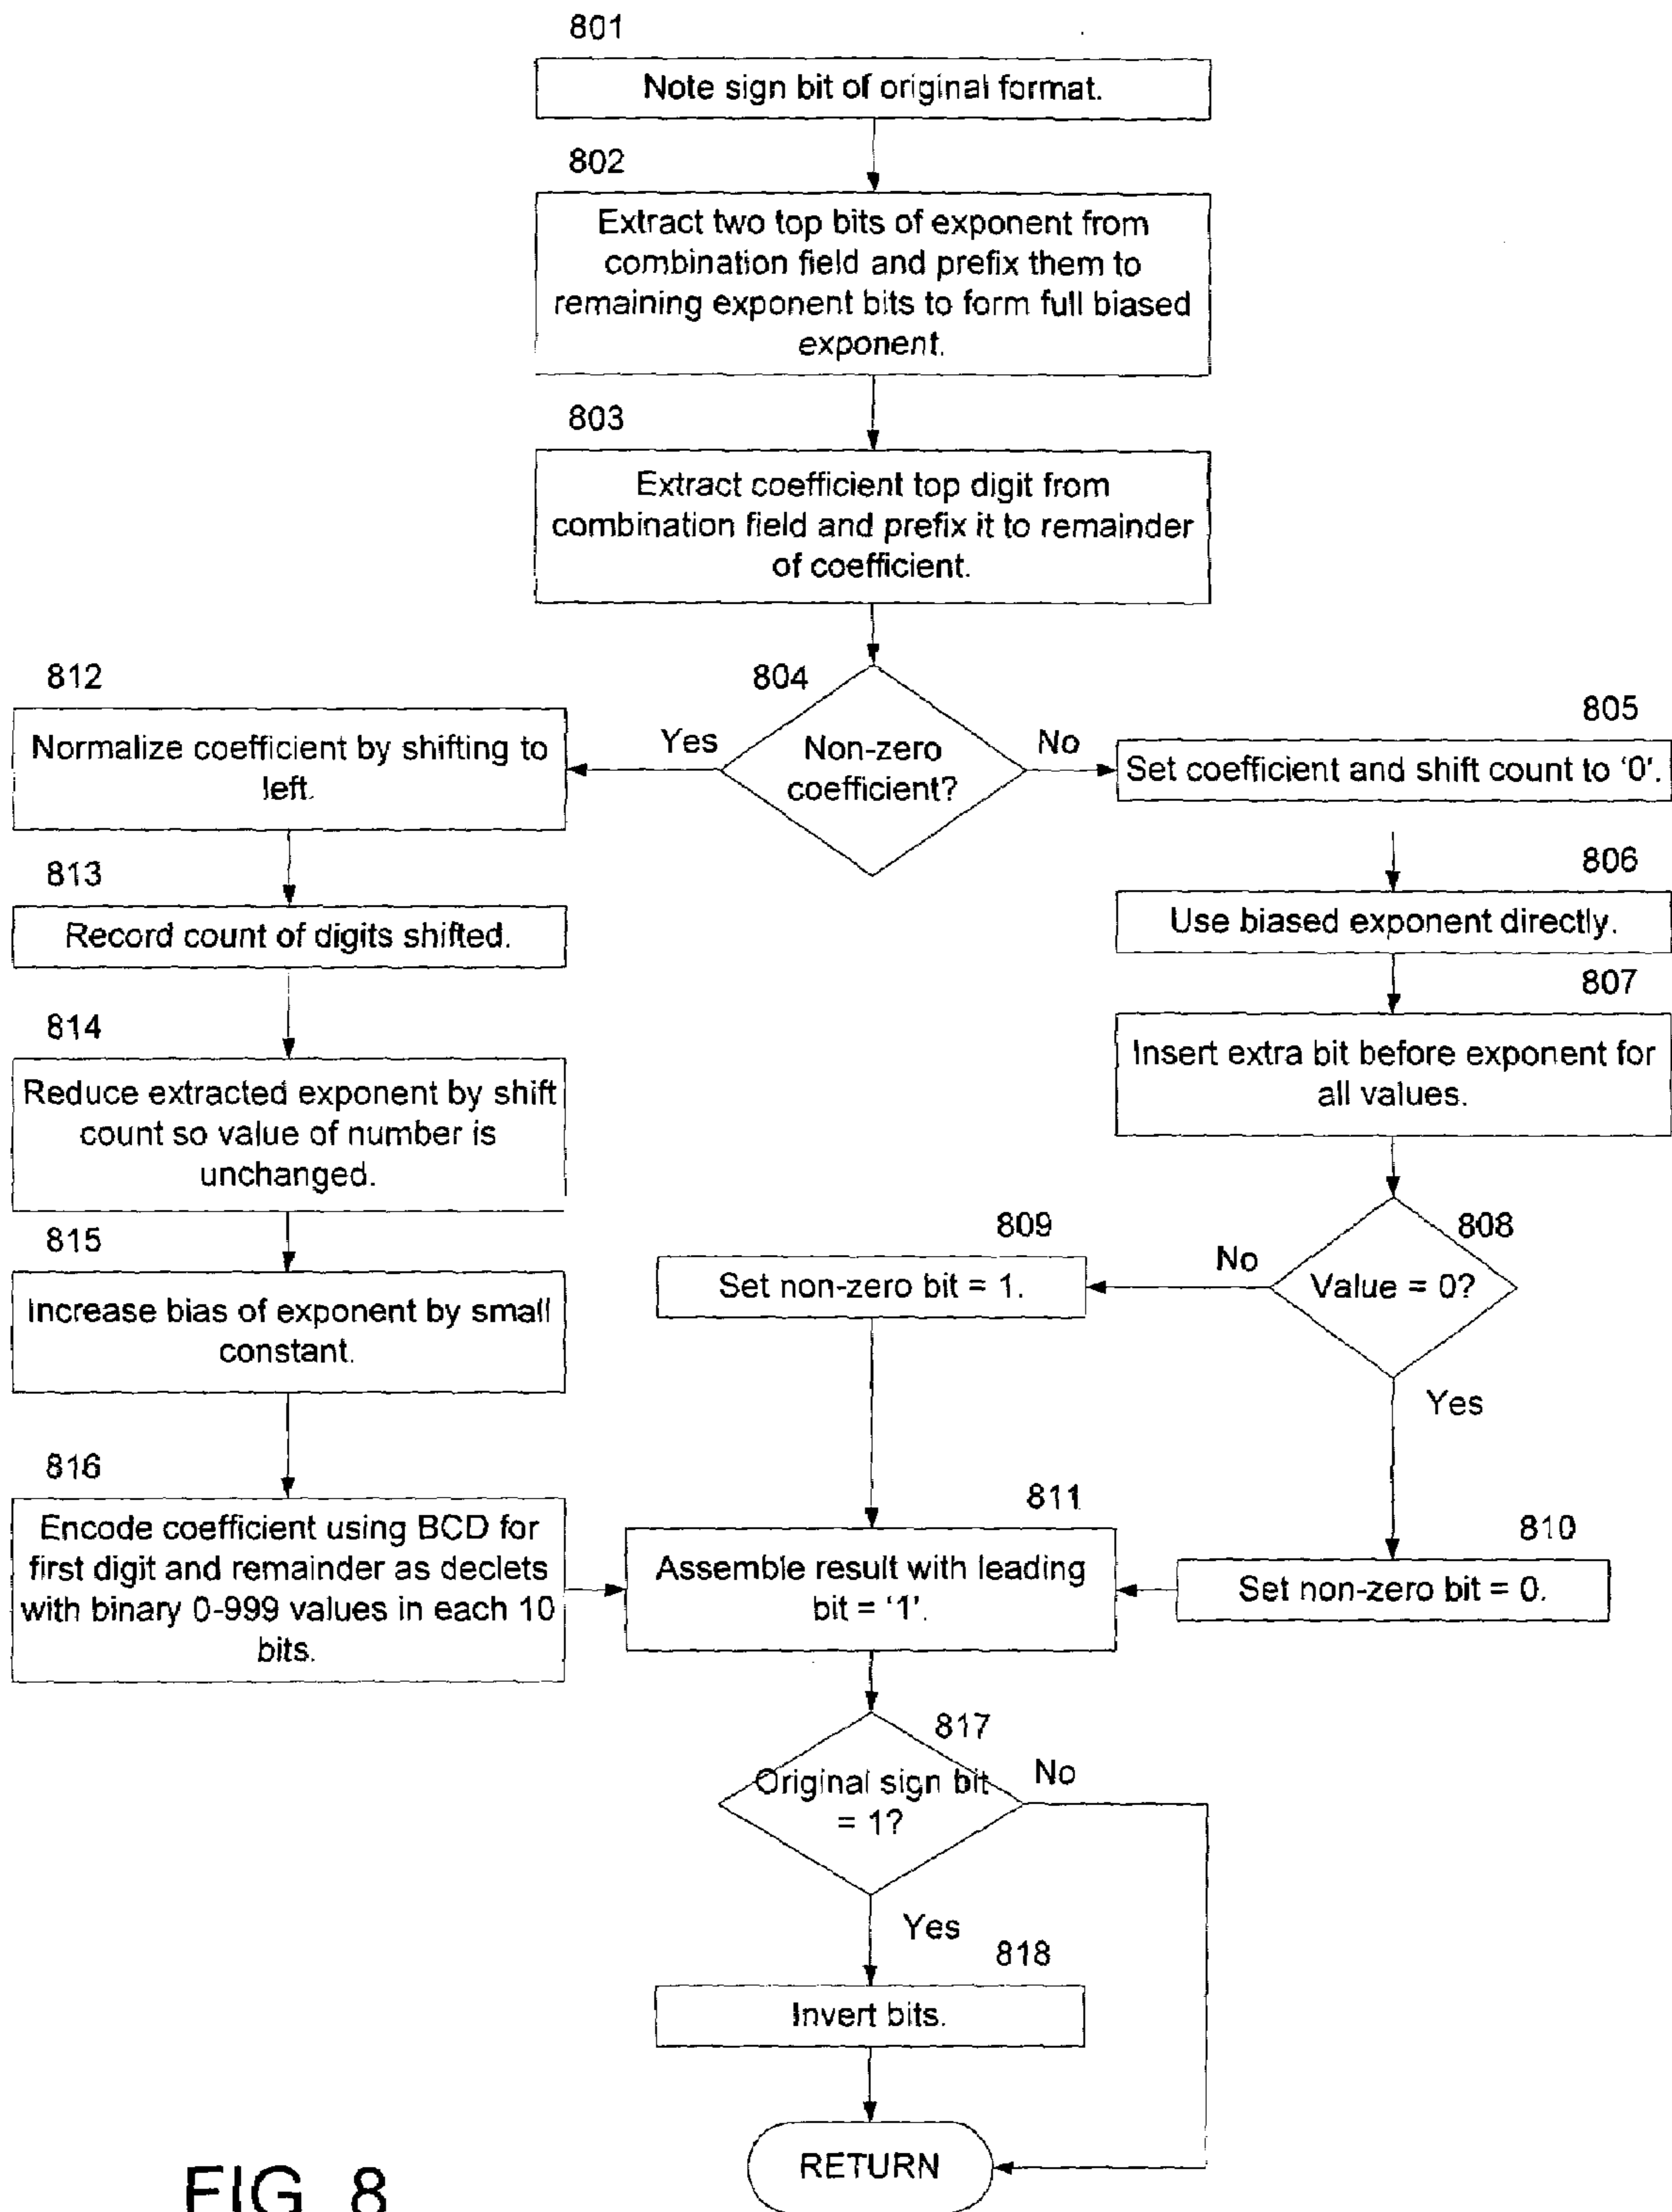 801
Note sign bit of original format.
802
Extract two top bits of exponent from
combination field and prefix them to
remaining exponent bits to form full biased
exponent.
803
Extract coefficient top digit from
combination field and prefix it to remainder
of coefficient.
804
Non-zero
coefficient?
Yes
No
812
Normalize coefficient by shifting to
left.
813
Record count of digits shifted.
814
Reduce extracted exponent by shift
count so value of number is
unchanged.
815
Increase bias of exponent by small
constant.
816
Encode coefficient using BCD for
first digit and remainder as declets
with binary 0-999 values in each 10
bits.
805
Set coefficient and shift count to '0'.
806
Use biased exponent directly.
807
Insert extra bit before exponent for
all values.
808
Value = 0?
No
Yes
809
Set non-zero bit = 1.
810
Set non-zero bit = 0.
811
Assemble result with leading
bit = '1'.
817
Original sign bit
= 1?
No
Yes
818
Invert bits.
RETURN
FIG. 8